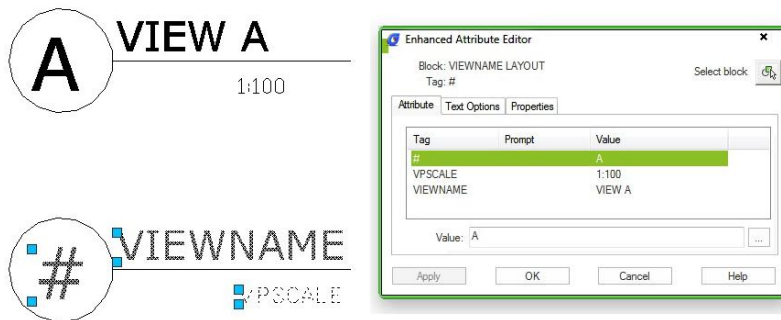 A
VIEW A
1:100
#
VIEWNAME
VPSCALE
Enhanced Attribute Editor
Block: VIEWNAME LAYOUT
Tag: #
Select block
Attribute Text Options Properties
Tag Prompt Value
# A
VPSCALE 1:100
VIEWNAME VIEW A
Value: A
...
Apply OK Cancel Help